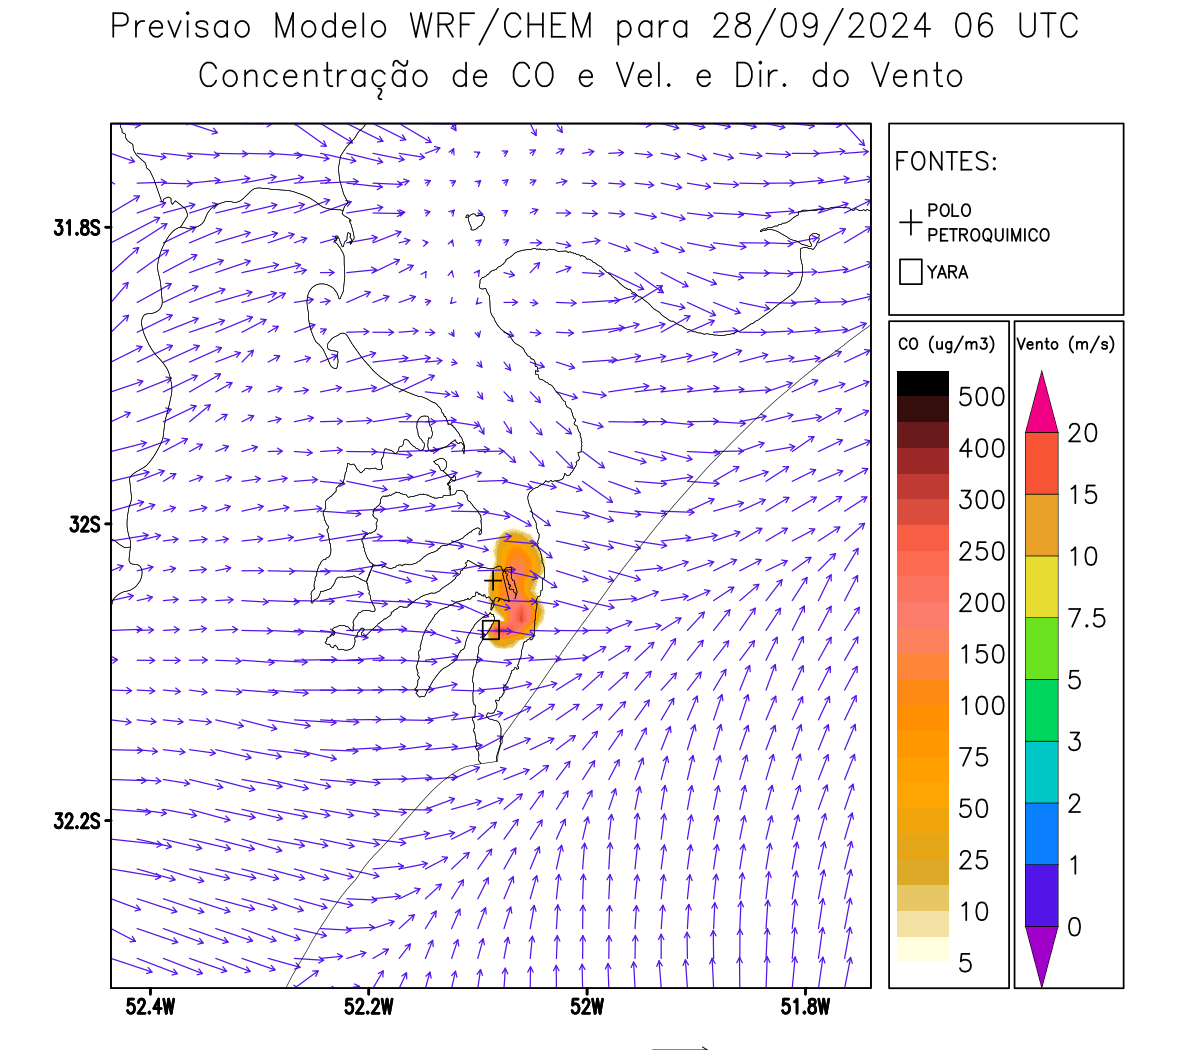 Previsao Modelo WRF/CHEM para 28/09/2024 06 UTC
Concentração de CO e Vel. e Dir. do Vento
FONTES:
POLO
PETROQUIMICO
YARA
CO (ug/m3)
500
400
300
250
200
150
100
75
50
25
10
5
Vento (m/s)
20
15
10
7.5
5
3
2
1
0
31.8S
32S
32.2S
52.4W
52.2W
52W
51.8W